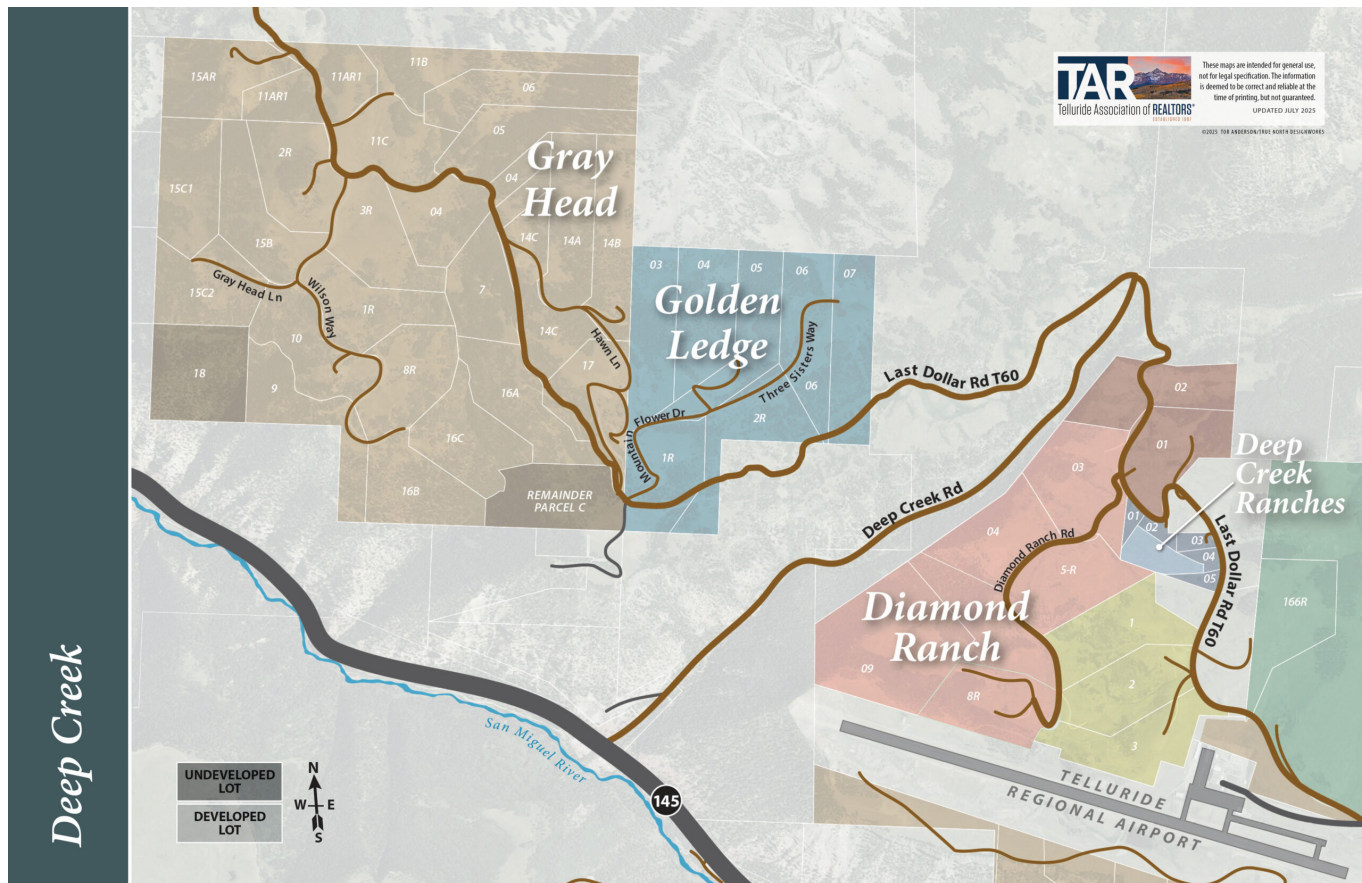 Deep Creek
TAR
Telluride Association of REALTORS®
ESTABLISHED 1987
These maps are intended for general use,
not for legal specification. The information
is deemed to be correct and reliable at the
time of printing, but not guaranteed.
UPDATED JULY 2025
©2025 TOR ANDERSON/TRUE NORTH DESIGNWORKS
Gray
Head
15AR
11AR1
11AR1
11B
06
2R
11C
05
04
15C1
3R
04
15B
14C
14A
14B
Gray Head Ln
Wilson Way
15C2
1R
7
10
14C
Hawn Ln
18
9
8R
17
16A
16C
16B
REMAINDER
PARCEL C
Golden
Ledge
03
04
05
06
07
Three Sisters Way
06
2R
Mountain Flower Dr
1R
Last Dollar Rd T60
Deep Creek Rd
02
01
Deep
Creek
Ranches
01
02
03
04
05
Last Dollar Rd T60
166R
03
04
Diamond Ranch Rd
5-R
Diamond
Ranch
09
8R
1
2
3
TELLURIDE
REGIONAL AIRPORT
San Miguel River
145
UNDEVELOPED
LOT
DEVELOPED
LOT
N
W E
S